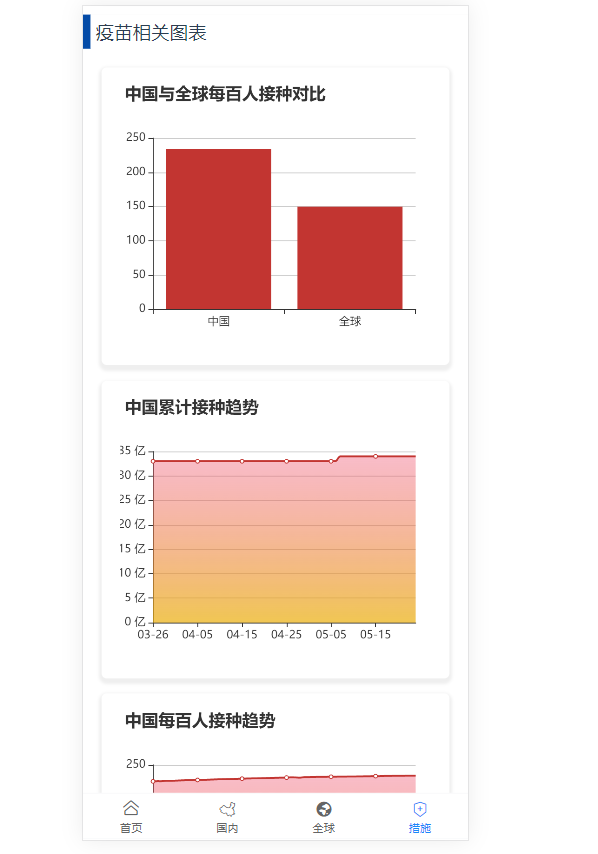 疫苗相关图表
中国与全球每百人接种对比
250
200
150
100
50
0
中国 全球
中国累计接种趋势
35 亿
30 亿
25 亿
20 亿
15 亿
10 亿
5 亿
0 亿
03-26 04-05 04-15 04-25 05-05 05-15
中国每百人接种趋势
250
首页 国内 全球 措施